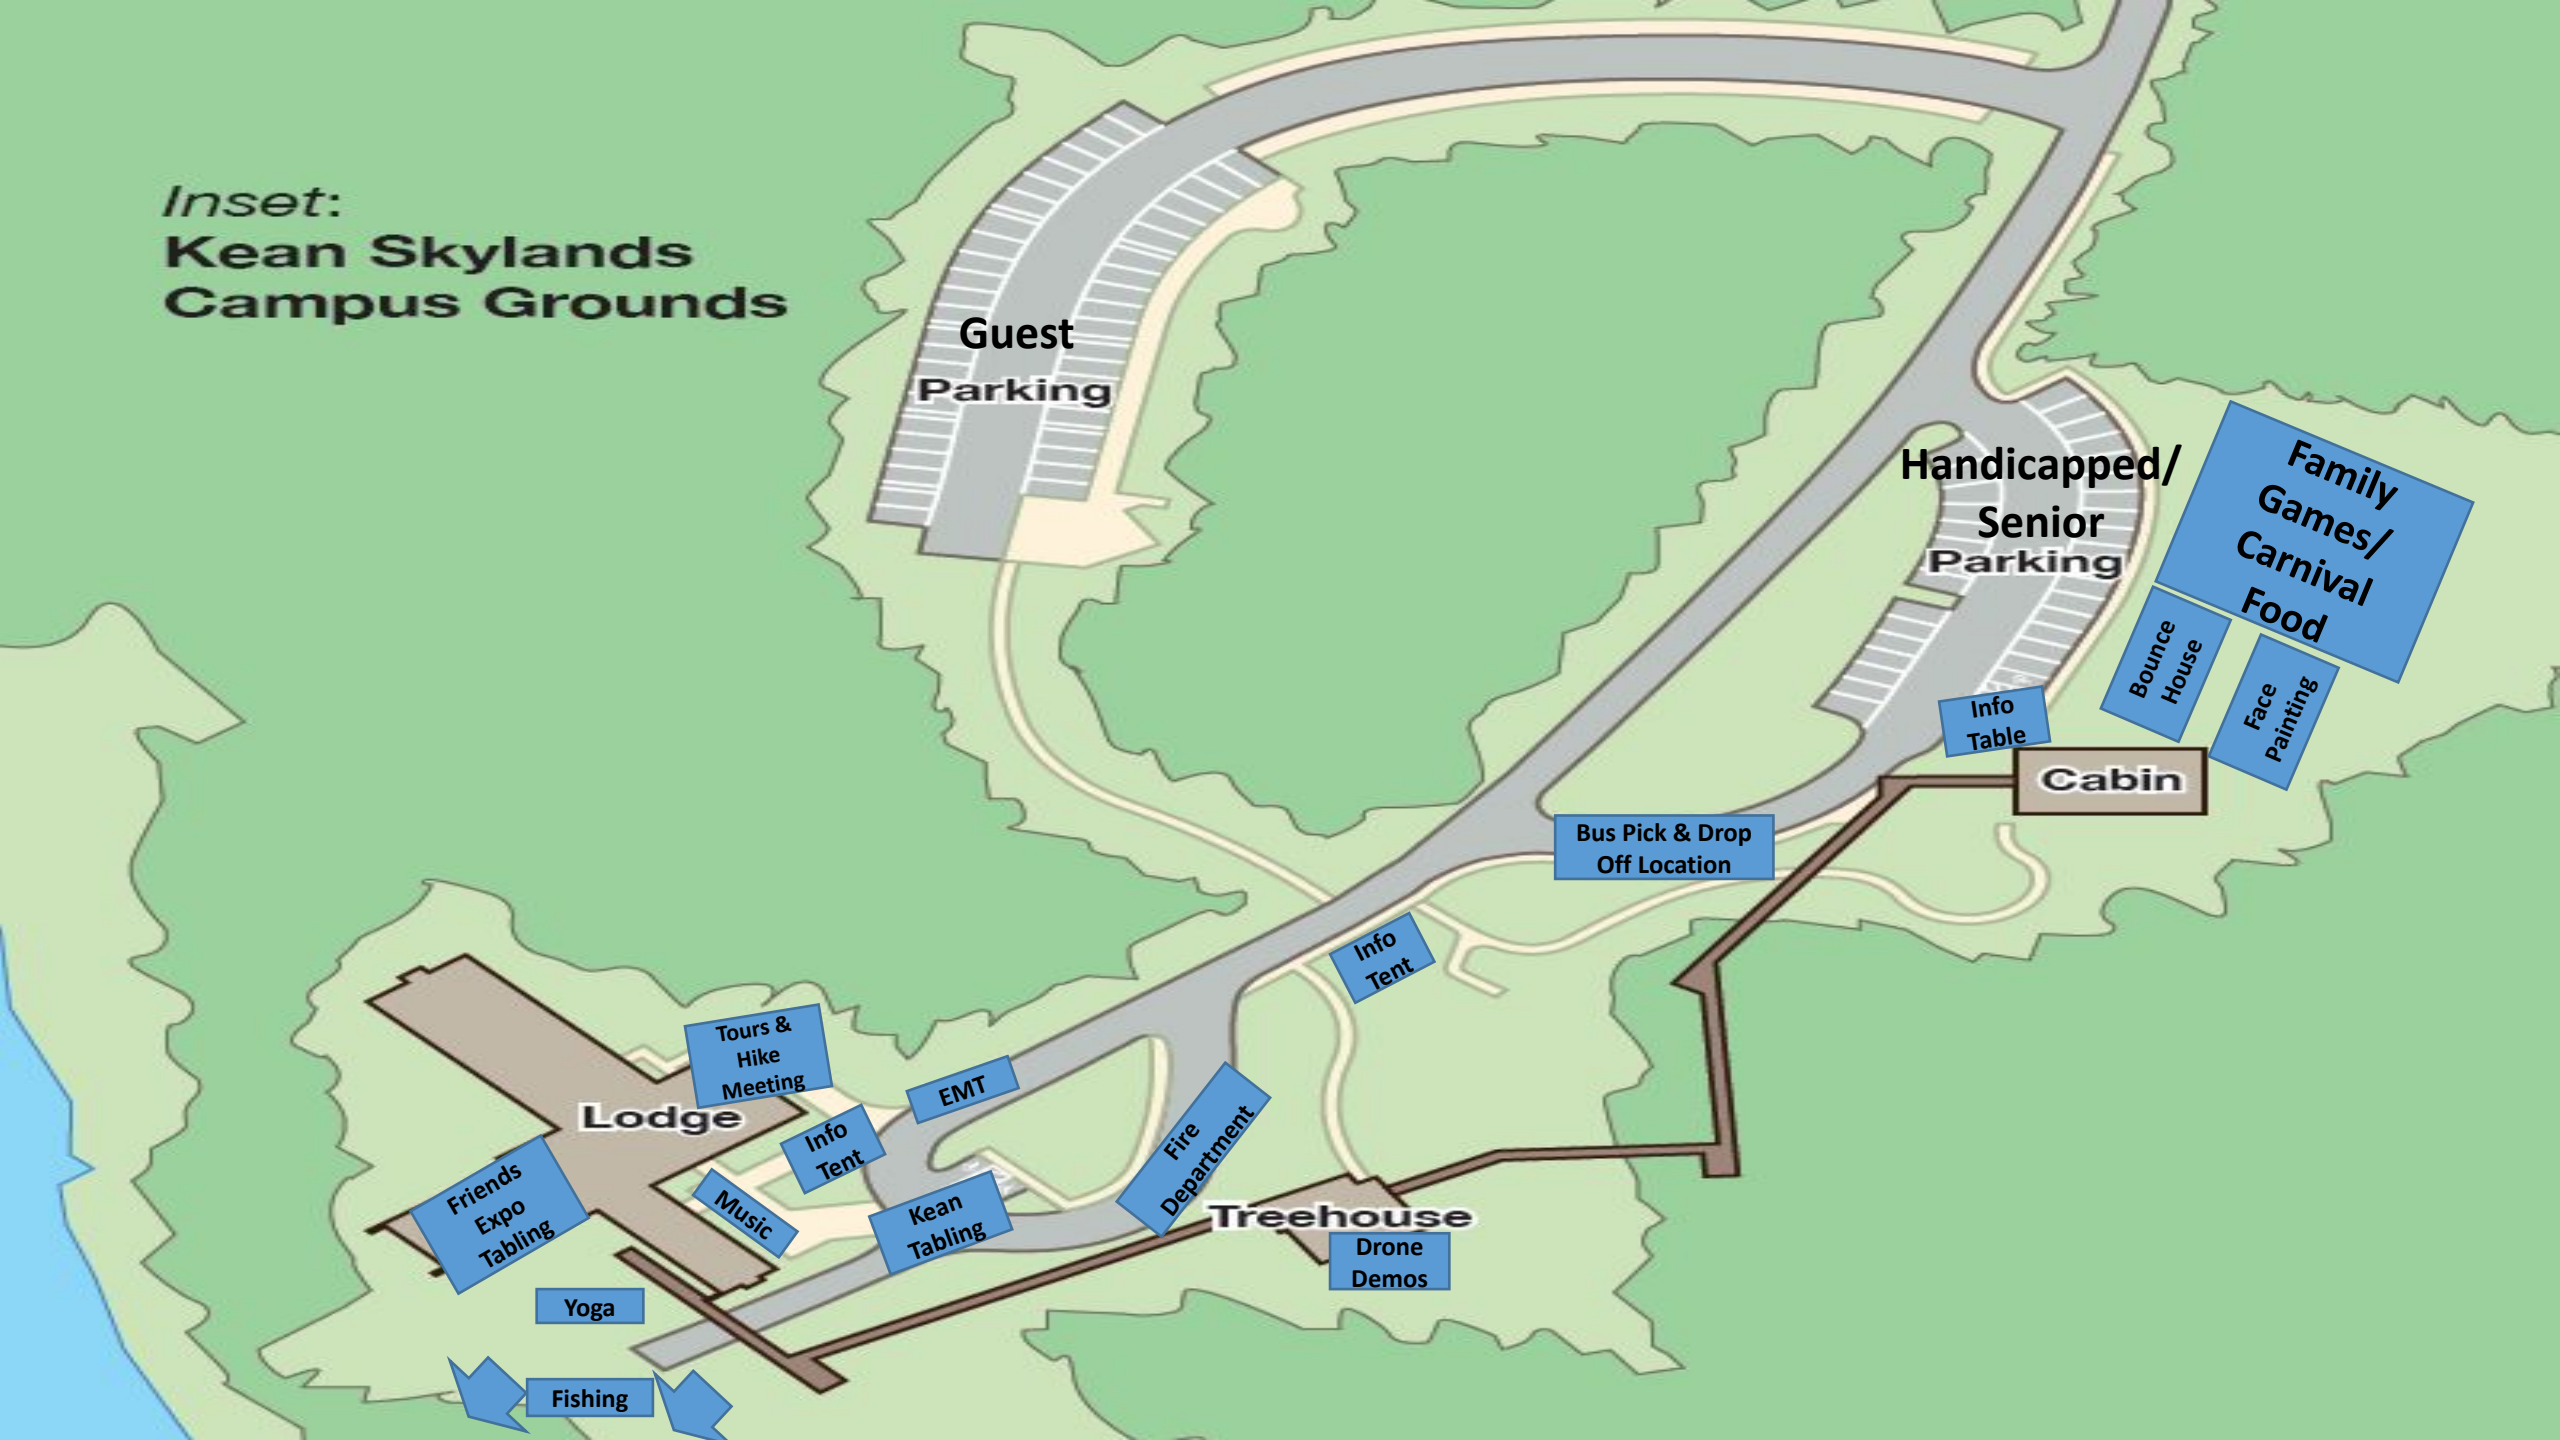 Inset:
Kean Skylands
Campus Grounds
Guest
Parking
Handicapped/
Senior
Parking
Family
Games/
Carnival
Food
Bounce
House
Face
Painting
Info
Table
Cabin
Bus Pick & Drop
Off Location
Info
Tent
Tours &
Hike
Meeting
EMT
Lodge
Info
Tent
Fire
Department
Friends
Expo
Tabling
Music
Kean
Tabling
Treehouse
Drone
Demos
Yoga
Fishing